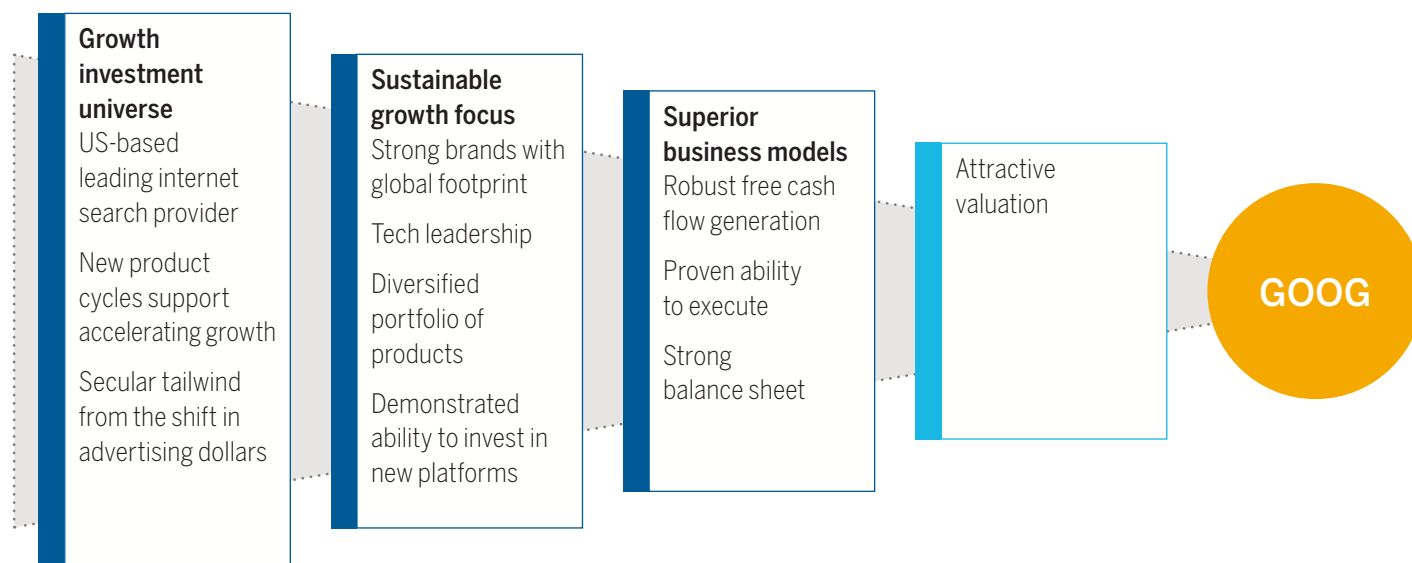 Growth
investment
universe
US-based
leading internet
search provider
New product
cycles support
accelerating growth
Secular tailwind
from the shift in
advertising dollars
Sustainable
growth focus
Strong brands with
global footprint
Tech leadership
Diversified
portfolio of
products
Demonstrated
ability to invest in
new platforms
Superior
business models
Robust free cash
flow generation
Proven ability
to execute
Strong
balance sheet
Attractive
valuation
GOOG